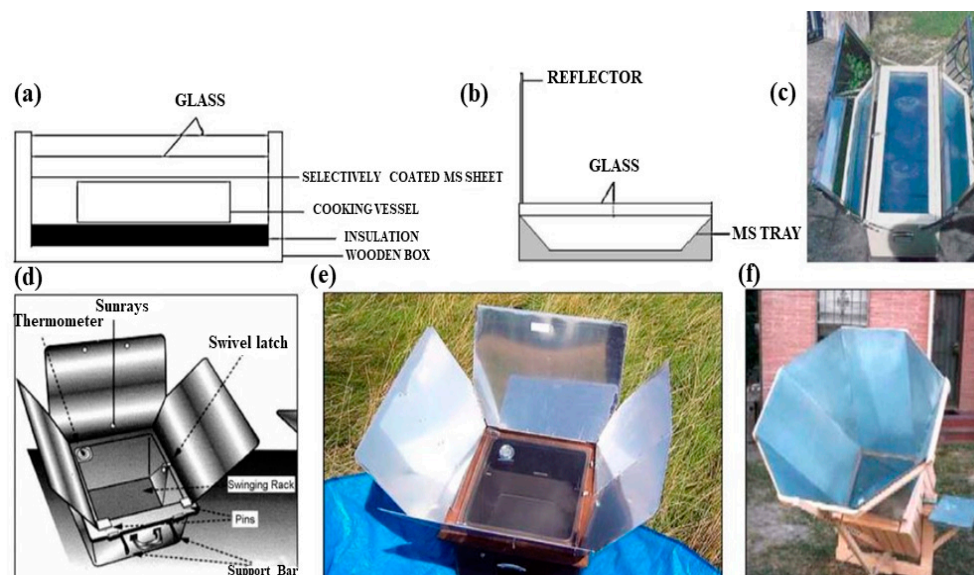 (a)
GLASS
SELECTIVELY COATED MS SHEET
COOKING VESSEL
INSULATION
WOODEN BOX
(b)
REFLECTOR
GLASS
MS TRAY
(c)
(d)
Sunrays
Thermometer
Swivel latch
Swinging Rack
Pins
Support Bar
(e)
(f)